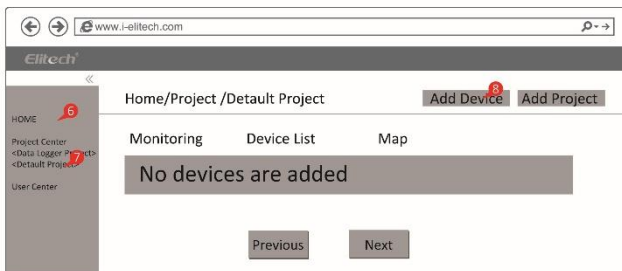 www.i-elitech.com
Elitech
«
Home/Project /Detault Project
8
Add Device
Add Project
6
HOME
Monitoring Device List Map
Project Center
<Data Logger Project>
7
<Detault Project>
User Center
No devices are added
Previous Next